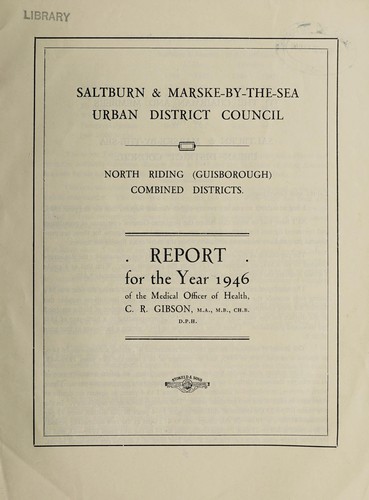 LIBRARY
SALTBURN & MARSKE-BY-THE-SEA
URBAN DISTRICT COUNCIL
NORTH RIDING (GUISBOROUGH)
COMBINED DISTRICTS.
. REPORT .
for the Year 1946
of the Medical Officer of Health,
C. R. GIBSON, M.A., M.B., CH.B.
D.P.H.